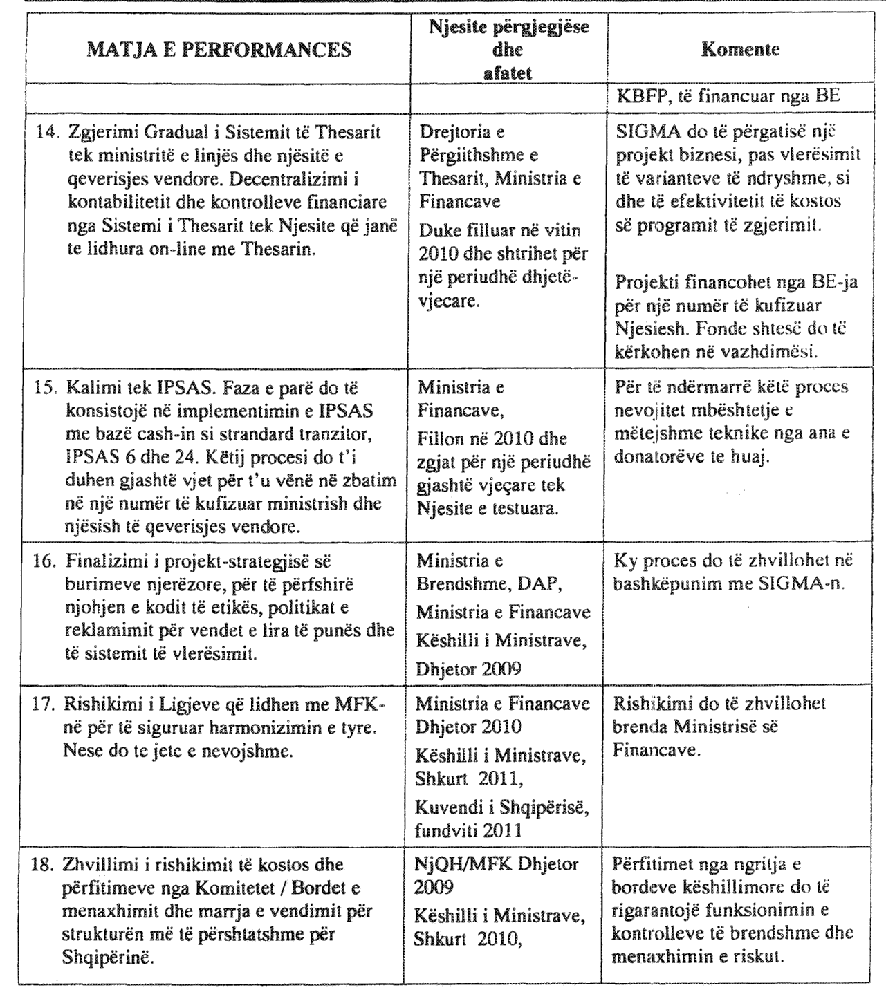 MATJA E PERFORMANCES
Njesite përgjegjëse
dhe
afatet
Komente
KBFP, të financuar nga BE
14. Zgjerimi Gradual i Sistemit të Thesarit
tek ministritë e linjës dhe njësitë e
qeverisjes vendore. Decentralizimi i
kontabilitetit dhe kontrolleve financiare
nga Sistemi i Thesarit tek Njesite që janë
te lidhura on-line me Thesarin.
Drejtoria e
Përgiithshme e
Thesarit, Ministria e
Financave
Duke filluar në vitin
2010 dhe shtrihet për
një periudhë dhjetë-
vjecare.
SIGMA do të përgatisë një
projekt biznesi, pas vlerësimit
të varianteve të ndryshme, si
dhe të efektivitetit të kostos
së programit të zgjerimit.
Projekti financohet nga BE-ja
për një numër të kufizuar
Njesiesh. Fonde shtesë do të
kërkohen në vazhdimësi.
15. Kalimi tek IPSAS. Faza e parë do të
konsistojë në implementimin e IPSAS
me bazë cash-in si strandard tranzitor,
IPSAS 6 dhe 24. Këtij procesi do t'i
duhen gjashtë vjet për t'u vënë në zbatim
në një numër të kufizuar ministrish dhe
njësish të qeverisjes vendore.
Ministria e
Financave,
Fillon në 2010 dhe
zgjat për një periudhë
gjashtë vjeçare tek
Njesite e testuara.
Për të ndërmarrë këtë proces
nevojitet mbështetje e
mëtejshme teknike nga ana e
donatorëve te huaj.
16. Finalizimi i projekt-strategjisë së
burimeve njerëzore, për të përfshirë
njohjen e kodit të etikës, politikat e
reklamimit për vendet e lira të punës dhe
të sistemit të vlerësimit.
Ministria e
Brendshme, DAP,
Ministria e Financave
Këshilli i Ministrave,
Dhjetor 2009
Ky proces do të zhvillohet në
bashkëpunim me SIGMA-n.
17. Rishikimi i Ligjeve që lidhen me MFK-
në për të siguruar harmonizimin e tyre.
Nese do te jete e nevojshme.
Ministria e Financave
Dhjetor 2010
Këshilli i Ministrave,
Shkurt 2011,
Kuvendi i Shqipërisë,
fundviti 2011
Rishikimi do të zhvillohet
brenda Ministrisë së
Financave.
18. Zhvillimi i rishikimit të kostos dhe
përfitimeve nga Komitetet / Bordet e
menaxhimit dhe marrja e vendimit për
strukturën më të përshtatshme për
Shqipërinë.
NjQH/MFK Dhjetor
2009
Këshilli i Ministrave,
Shkurt 2010,
Përfitimet nga ngritja e
bordeve këshillimore do të
rigarantojë funksionimin e
kontrolleve të brendshme dhe
menaxhimin e riskut.